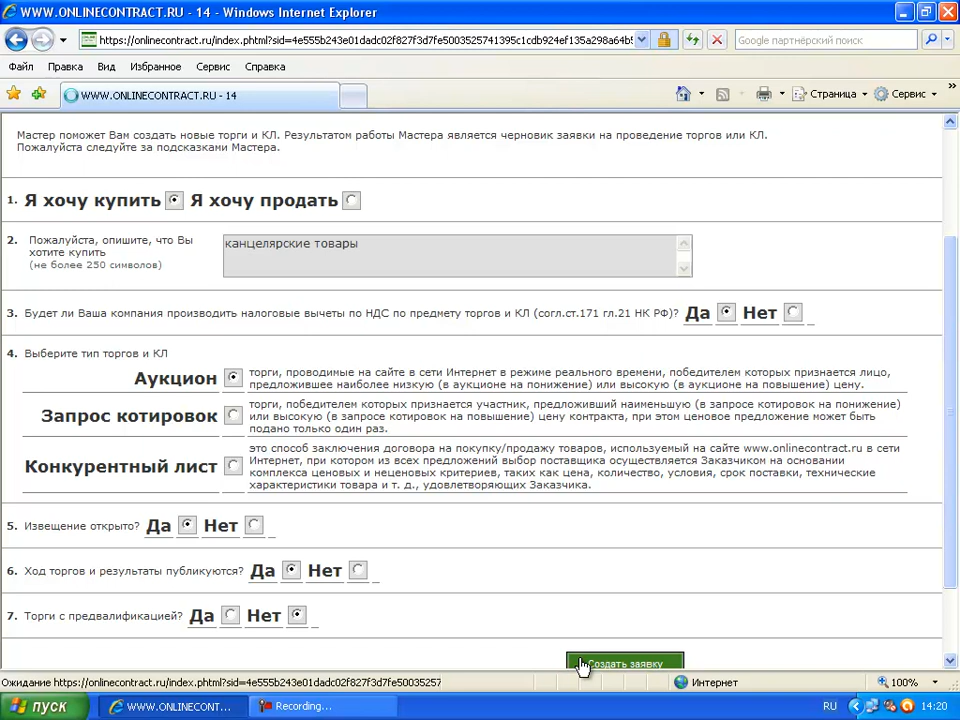 WWW.ONLINECONTRACT.RU - 14 - Windows Internet Explorer
https://onlinecontract.ru/index.phtml?sid=4e555b243e01dadc02f827f3d7fe5003525741395c1cdb924ef135a298a64b5
Google партнёрский поиск
Файл Правка Вид Избранное Сервис Справка
WWW.ONLINECONTRACT.RU - 14
Страница Сервис
Мастер поможет Вам создать новые торги и КЛ. Результатом работы Мастера является черновик заявки на проведение торгов или КЛ.
Пожалуйста следуйте за подсказками Мастера.
1. Я хочу купить Я хочу продать
2. Пожалуйста, опишите, что Вы
хотите купить
(не более 250 символов)
канцелярские товары
3. Будет ли Ваша компания производить налоговые вычеты по НДС по предмету торгов и КЛ (согл.ст.171 гл.21 НК РФ)? Да Нет
4. Выберите тип торгов и КЛ
Аукцион
торги, проводимые на сайте в сети Интернет в режиме реального времени, победителем которых признается лицо,
предложившее наиболее низкую (в аукционе на понижение) или высокую (в аукционе на повышение) цену.
Запрос котировок
торги, победителем которых признается участник, предложивший наименьшую (в запросе котировок на понижение)
или высокую (в запросе котировок на повышение) цену контракта, при этом ценовое предложение может быть
подано только один раз.
Конкурентный лист
это способ заключения договора на покупку/продажу товаров, используемый на сайте www.onlinecontract.ru в сети
Интернет, при котором из всех предложений выбор поставщика осуществляется Заказчиком на основании
комплекса ценовых и неценовых критериев, таких как цена, количество, условия, срок поставки, технические
характеристики товара и т. д., удовлетворяющих Заказчика.
5. Извещение открыто? Да Нет
6. Ход торгов и результаты публикуются? Да Нет
7. Торги с предвалификацией? Да Нет
Создать заявку
Ожидание https://onlinecontract.ru/index.phtml?sid=4e555b243e01dadc02f827f3d7fe50035257
Интернет
100%
пуск
WWW.ONLINECONTRACT...
Recording...
RU
14:20